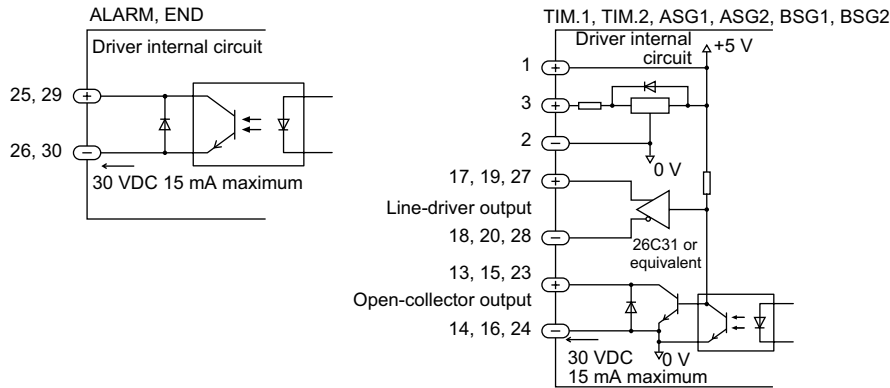 ALARM, END
Driver internal circuit
25, 29
+
26, 30
−
30 VDC 15 mA maximum
TIM.1, TIM.2, ASG1, ASG2, BSG1, BSG2
Driver internal
circuit
+5 V
1
+
3
+
2
−
0 V
17, 19, 27
+
Line-driver output
18, 20, 28
−
26C31 or
equivalent
13, 15, 23
+
Open-collector output
14, 16, 24
−
0 V
30 VDC
15 mA maximum